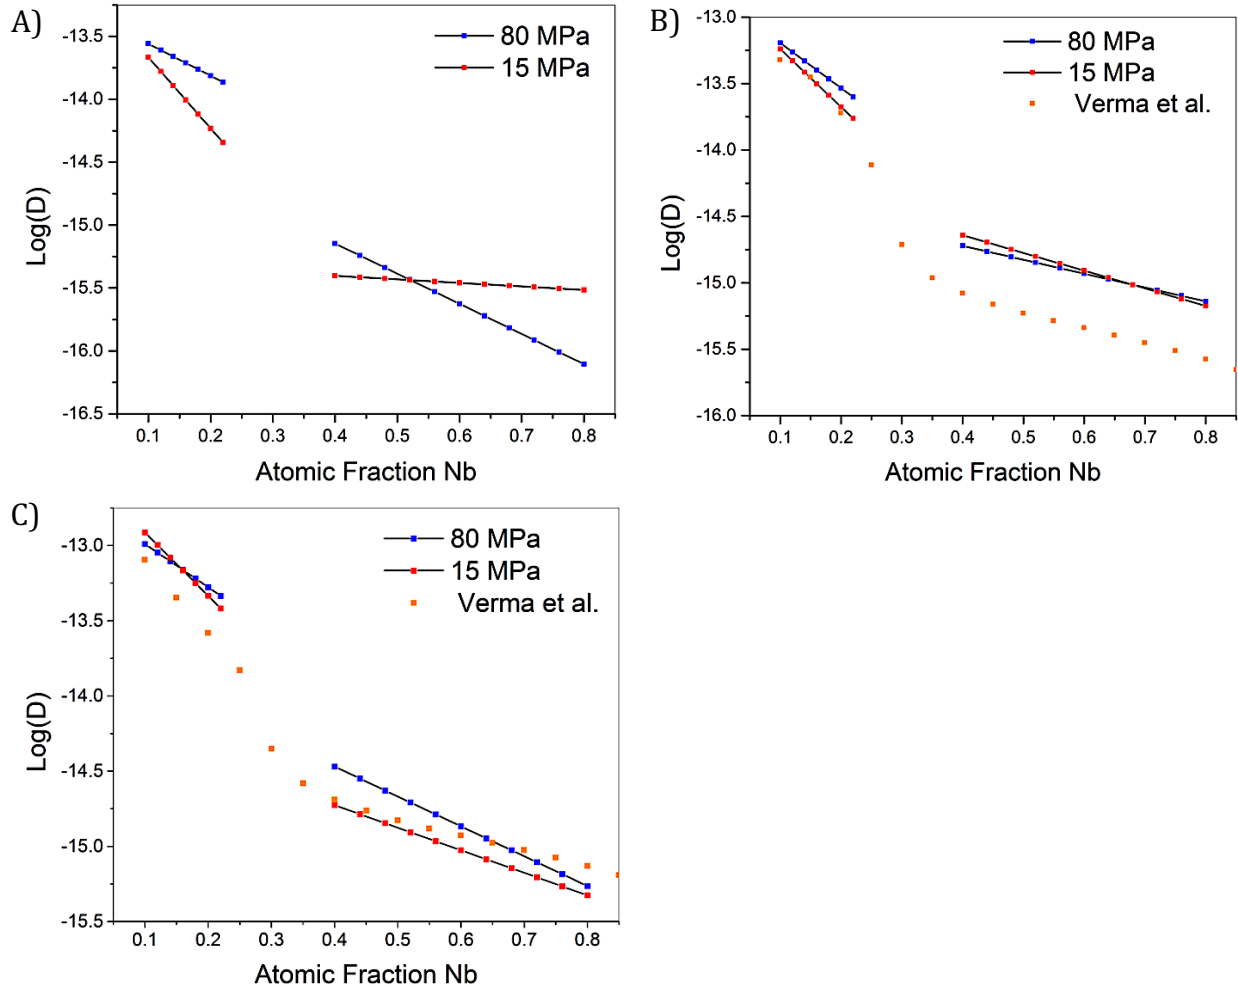 A)
80 MPa
15 MPa
-13.5
-14.0
-14.5
-15.0
-15.5
-16.0
-16.5
Log(D)
0.1 0.2 0.3 0.4 0.5 0.6 0.7 0.8
Atomic Fraction Nb
B)
80 MPa
15 MPa
Verma et al.
-13.0
-13.5
-14.0
-14.5
-15.0
-15.5
-16.0
Log(D)
0.1 0.2 0.3 0.4 0.5 0.6 0.7 0.8
Atomic Fraction Nb
C)
80 MPa
15 MPa
Verma et al.
-13.0
-13.5
-14.0
-14.5
-15.0
-15.5
Log(D)
0.1 0.2 0.3 0.4 0.5 0.6 0.7 0.8
Atomic Fraction Nb